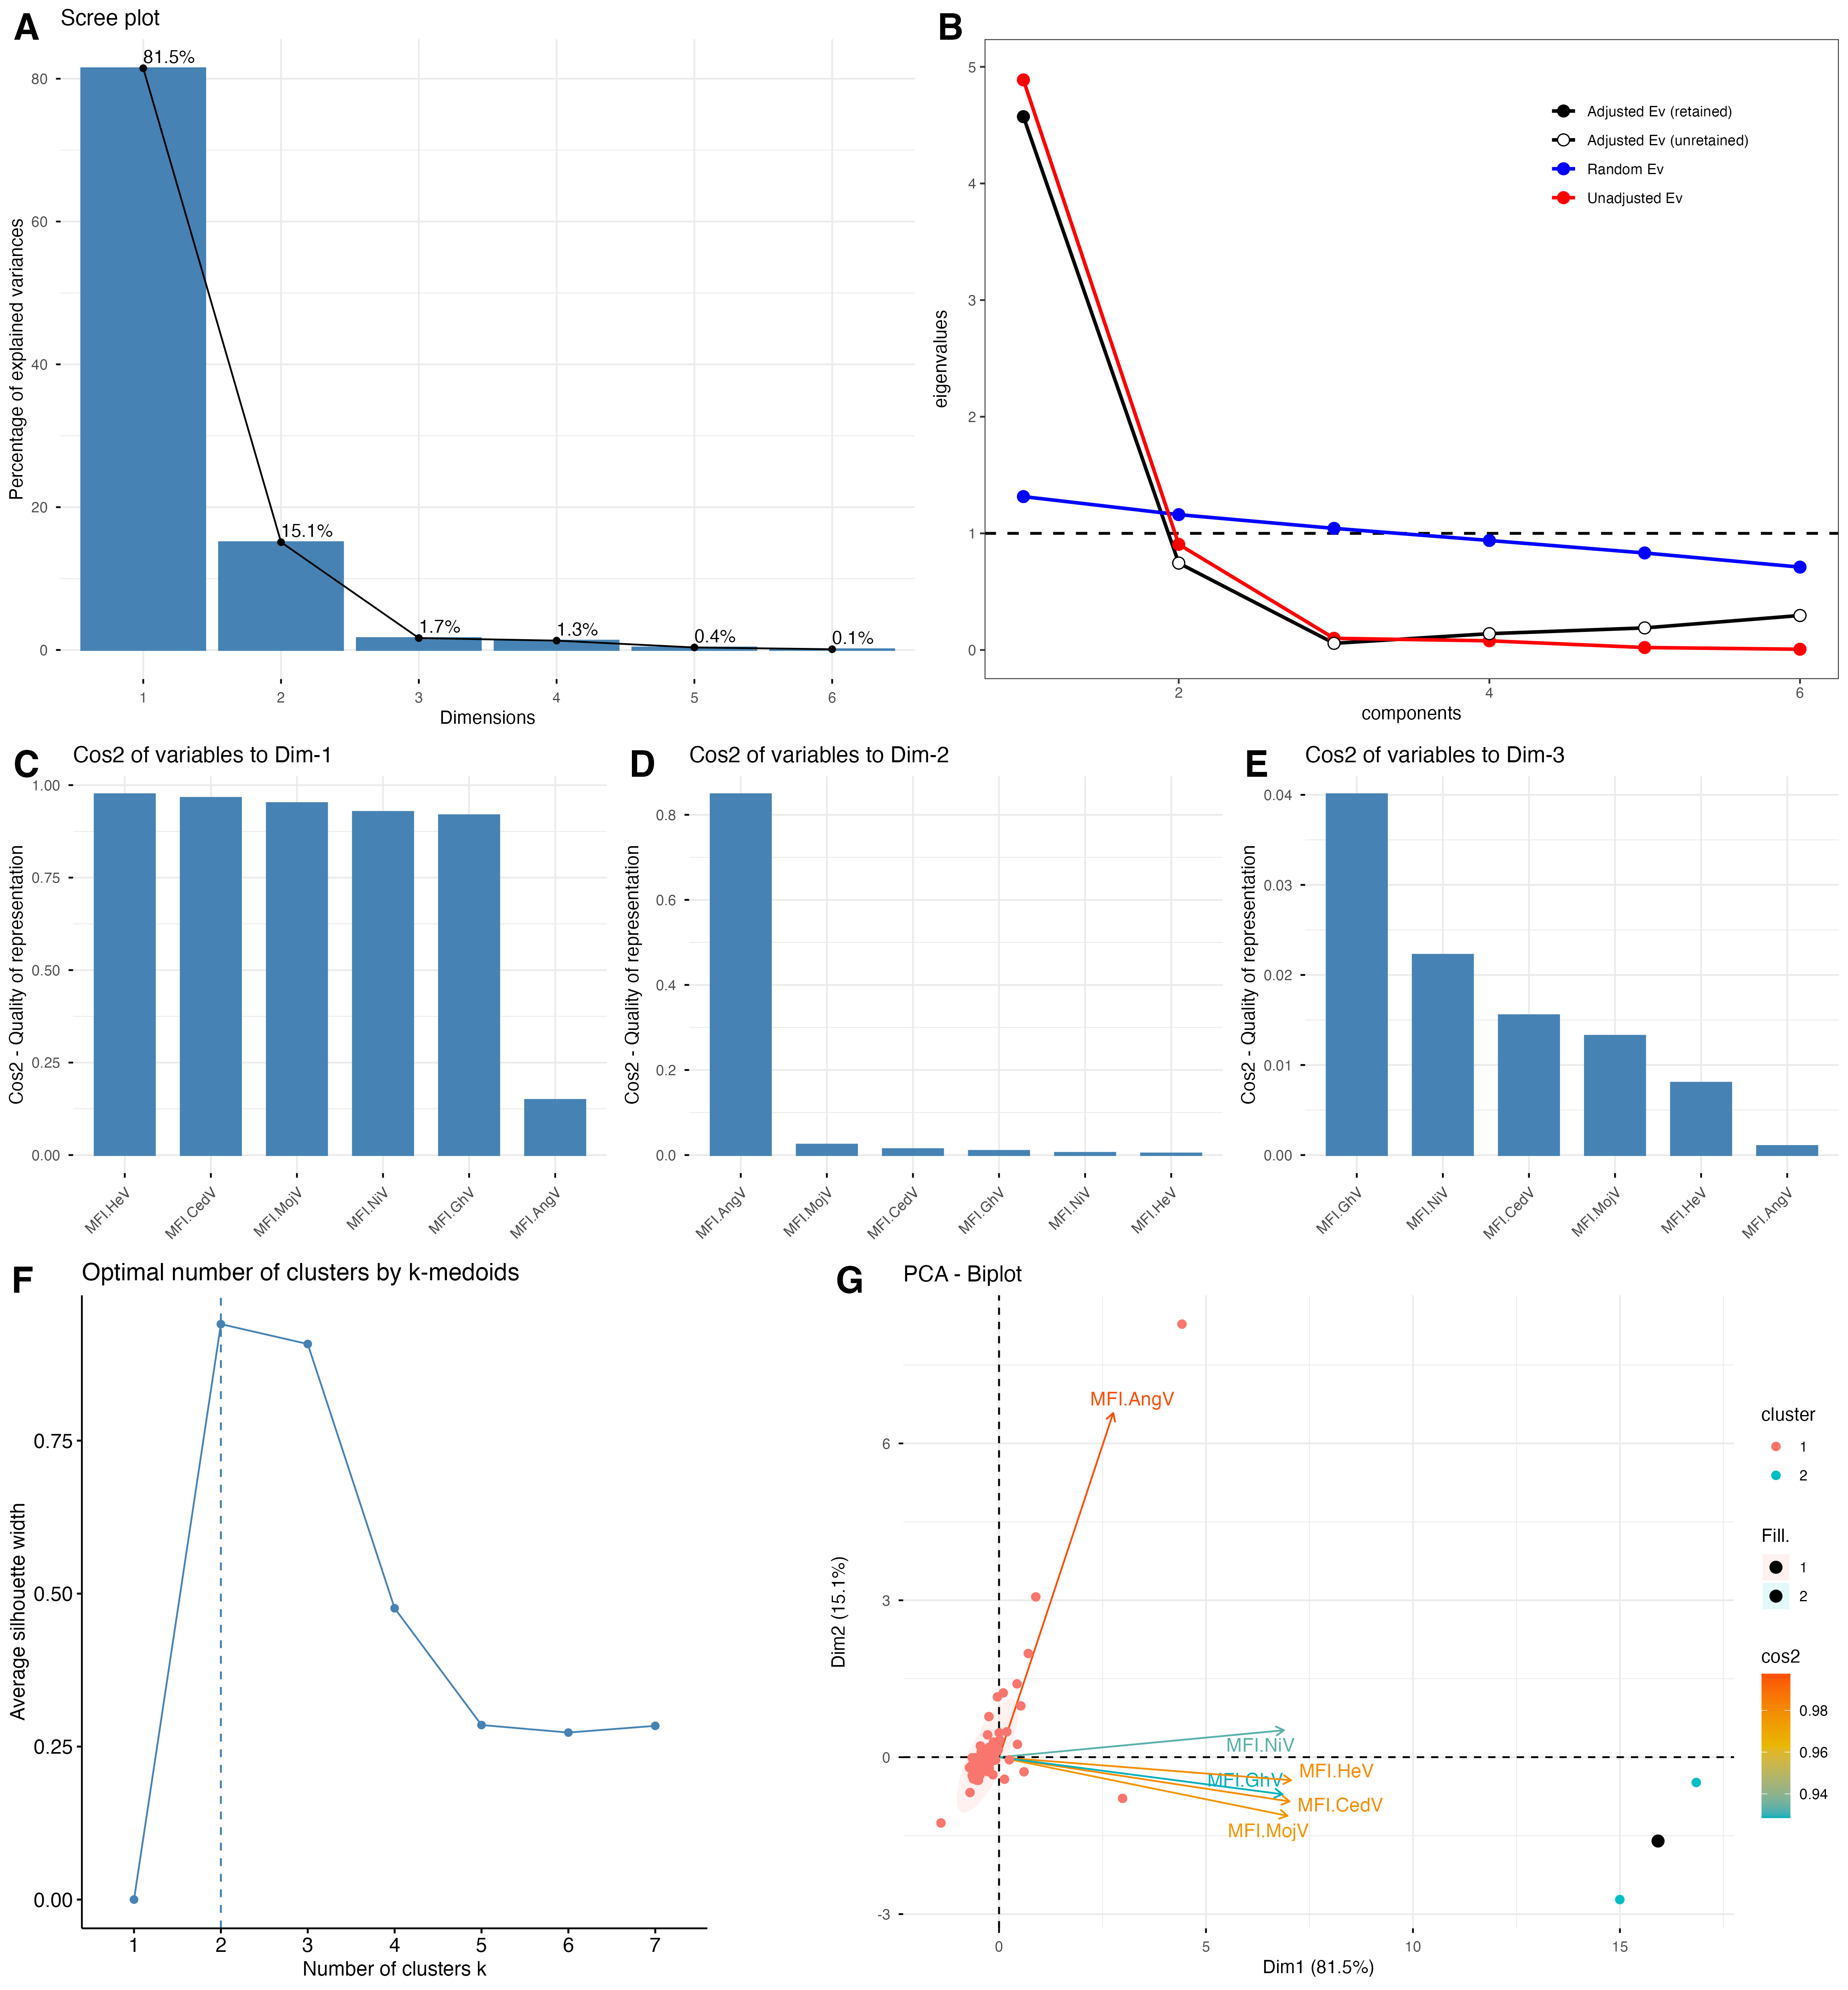 A
Scree plot
Percentage of explained variances
80
60
40
20
0
81.5%
15.1%
1.7%
1.3%
0.4%
0.1%
1
2
3
4
5
6
Dimensions
B
eigenvalues
5
4
3
2
1
0
Adjusted Ev (retained)
Adjusted Ev (unretained)
Random Ev
Unadjusted Ev
2
4
6
components
C
Cos2 of variables to Dim-1
Cos2 - Quality of representation
1.00
0.75
0.50
0.25
0.00
MFI.HeV
MFI.CedV
MFI.MojV
MFI.NiV
MFI.GhV
MFI.AngV
D
Cos2 of variables to Dim-2
Cos2 - Quality of representation
0.8
0.6
0.4
0.2
0.0
MFI.AngV
MFI.MojV
MFI.CedV
MFI.GhV
MFI.NiV
MFI.HeV
E
Cos2 of variables to Dim-3
Cos2 - Quality of representation
0.04
0.03
0.02
0.01
0.00
MFI.GhV
MFI.NiV
MFI.CedV
MFI.MojV
MFI.HeV
MFI.AngV
F
Optimal number of clusters by k-medoids
Average silhouette width
0.75
0.50
0.25
0.00
1
2
3
4
5
6
7
Number of clusters k
G
PCA - Biplot
Dim2 (15.1%)
6
3
0
-3
MFI.AngV
MFI.NiV
MFI.HeV
MFI.GhV
MFI.CedV
MFI.MojV
0
5
10
15
Dim1 (81.5%)
cluster
1
2
Fill.
1
2
cos2
0.98
0.96
0.94